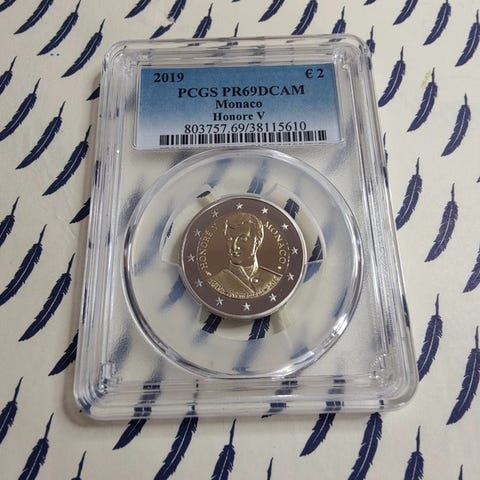 2019 € 2
PCGS PR69DCAM
Monaco
Honore V
803757.69/38115610
HONORÉ V MONACO